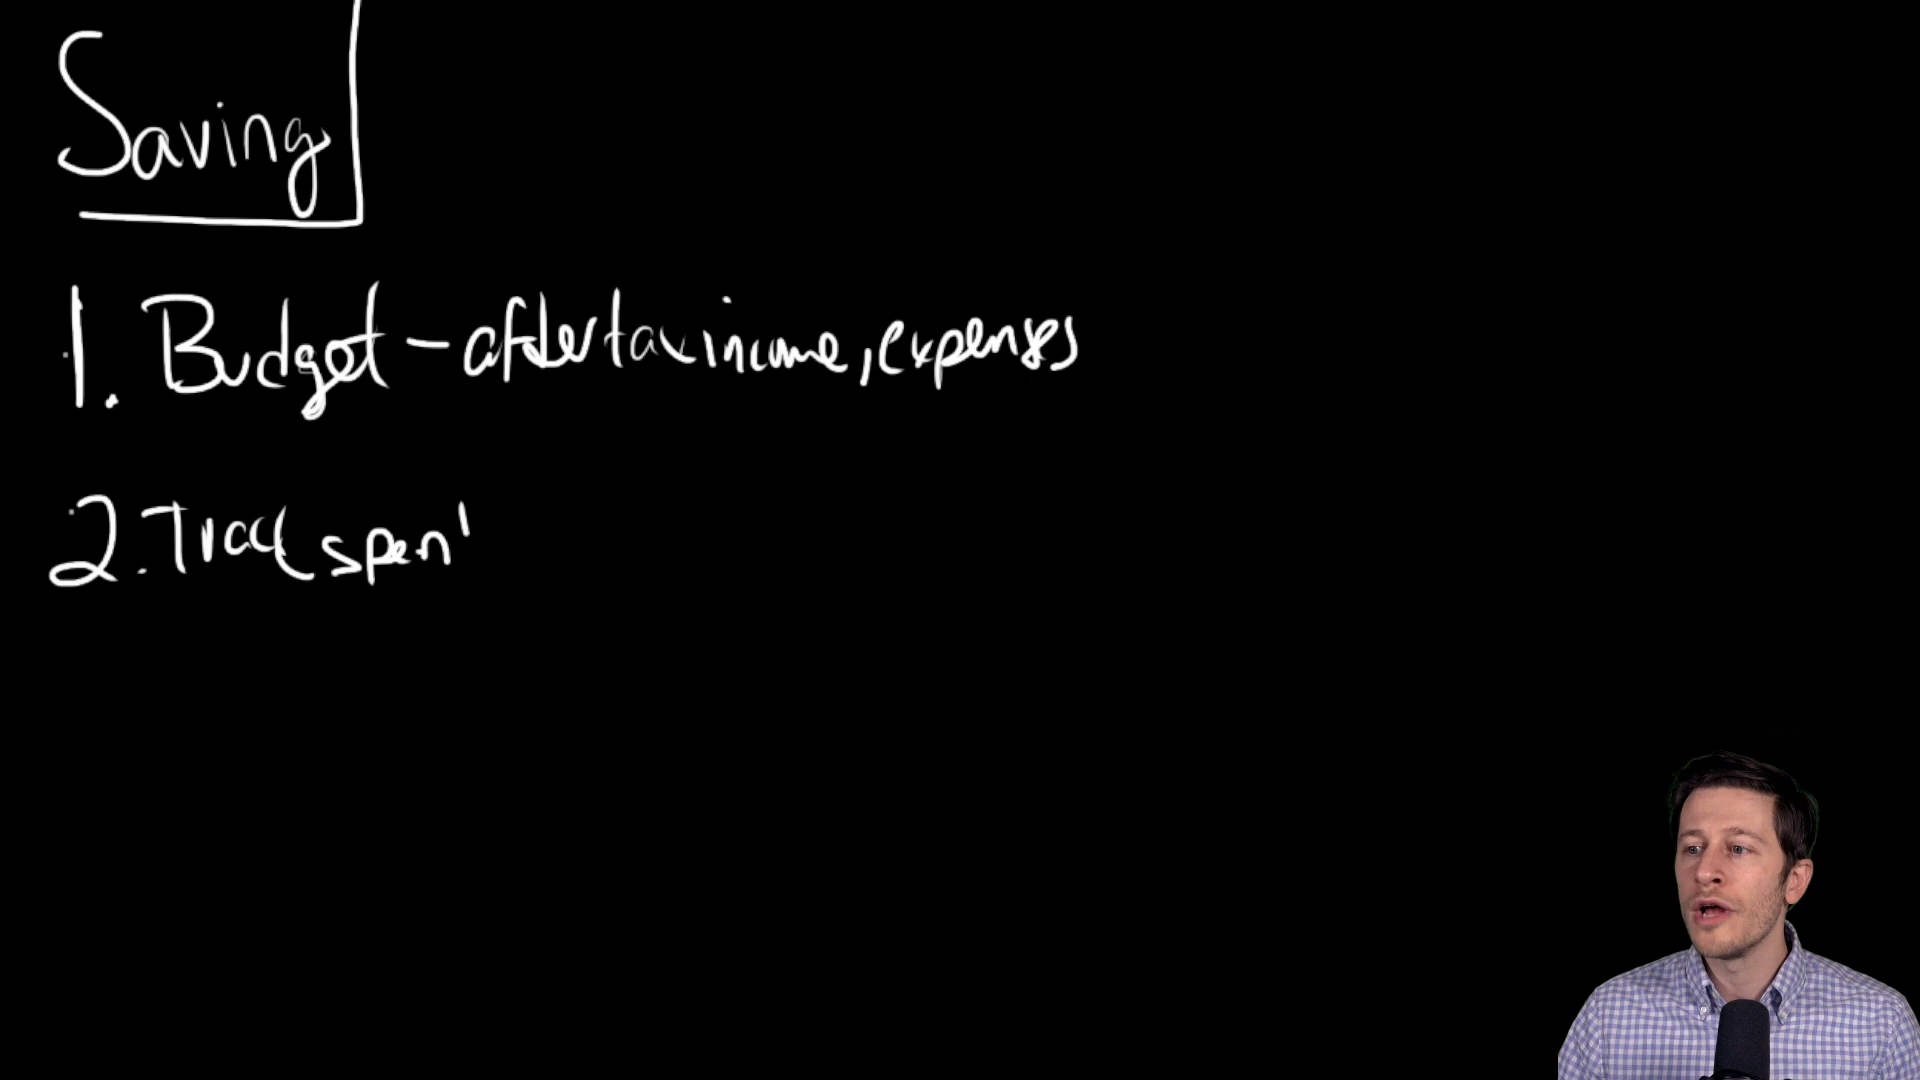 Saving
1. Budget - after tax income, expenses
2. Track spen